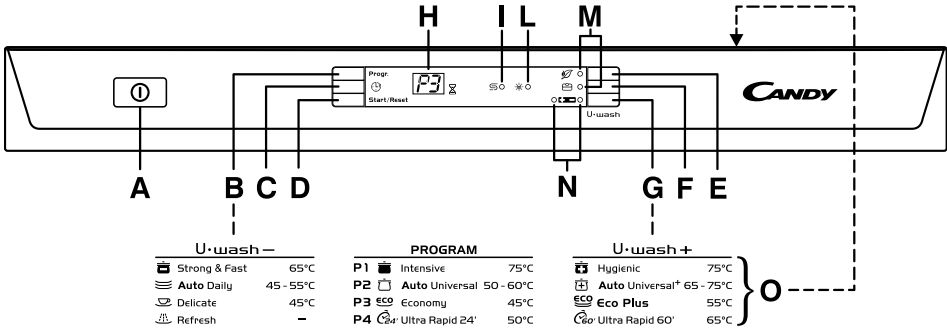 H I L M
Progr.
P3
CANDY
Start/Reset
U·wash
A B C D N G F E
U·wash –
Strong & Fast 65°C
Auto Daily 45-55°C
Delicate 45°C
Refresh –
PROGRAM
P1 Intensive 75°C
P2 Auto Universal 50-60°C
P3 ECO Economy 45°C
P4 24' Ultra Rapid 24' 50°C
U·wash +
Hygienic 75°C
Auto Universal+ 65-75°C
ECO Eco Plus 55°C
60' Ultra Rapid 60' 65°C
O